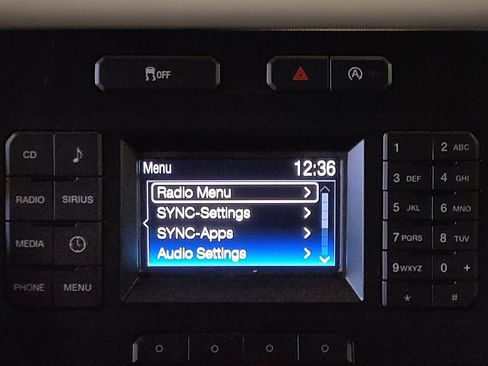 OFF
A
Menu 12:36
Radio Menu
SYNC-Settings
SYNC-Apps
Audio Settings
CD
RADIO SIRIUS
MEDIA
PHONE MENU
1 2 ABC
3 DEF 4 GHI
5 JKL 6 MNO
7 PQRS 8 TUV
9 WXYZ 0 +
* #